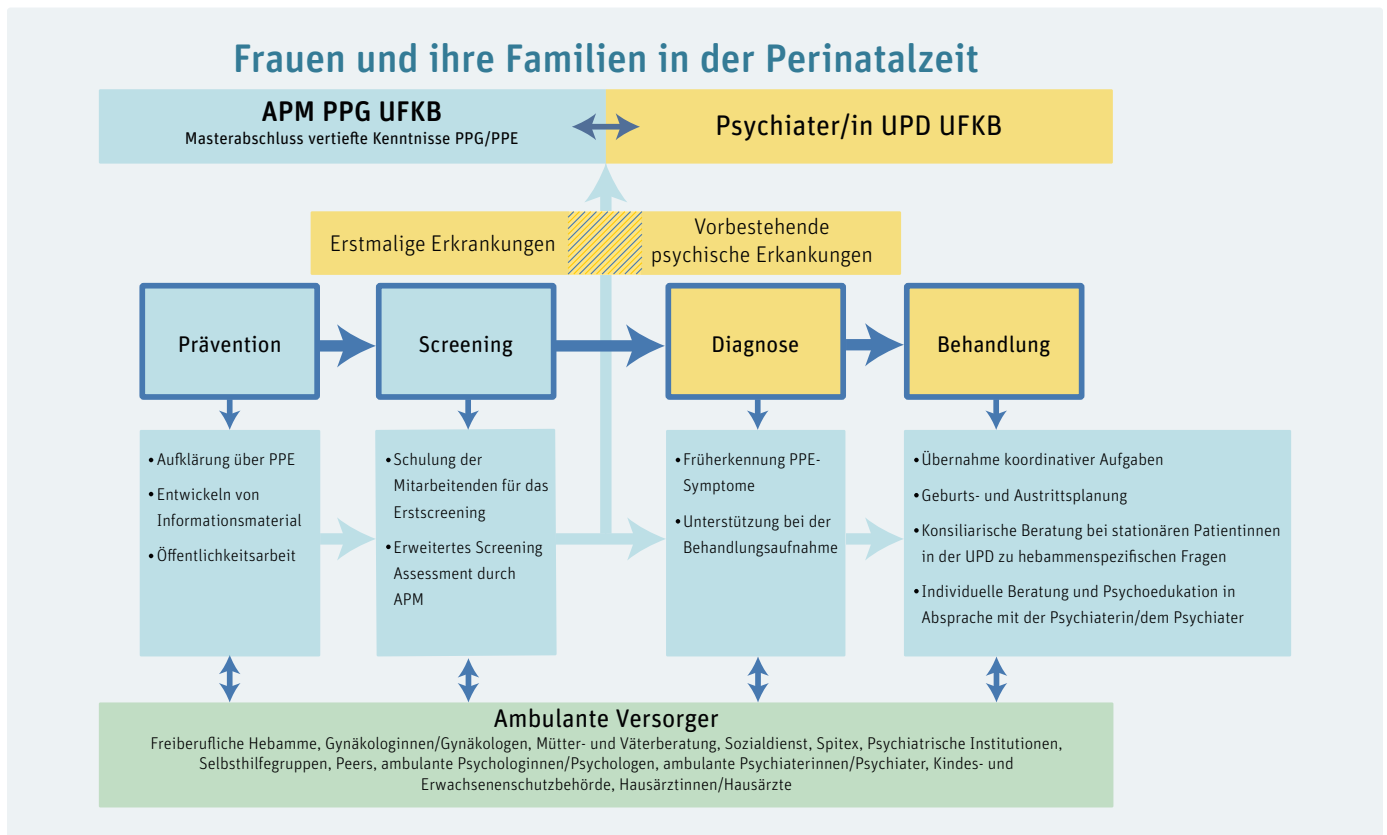 Frauen und ihre Familien in der Perinatalzeit
APM PPG UFKB
Masterabschluss vertiefte Kenntnisse PPG/PPE
Psychiater/in UPD UFKB
Erstmalige Erkrankungen
Vorbestehende
psychische Erkankungen
Prävention
Screening
Diagnose
Behandlung
• Aufklärung über PPE
• Entwickeln von
Informationsmaterial
• Öffentlichkeitsarbeit
• Schulung der
Mitarbeitenden für das
Erstscreening
• Erweitertes Screening
Assessment durch
APM
• Früherkennung PPE-
Symptome
• Unterstützung bei der
Behandlungsaufnahme
• Übernahme koordinativer Aufgaben
• Geburts- und Austrittsplanung
• Konsiliarische Beratung bei stationären Patientinnen
in der UPD zu hebammenspezifischen Fragen
• Individuelle Beratung und Psychoedukation in
Absprache mit der Psychiaterin/dem Psychiater
Ambulante Versorger
Freiberufliche Hebamme, Gynäkologinnen/Gynäkologen, Mütter- und Väterberatung, Sozialdienst, Spitex, Psychiatrische Institutionen,
Selbsthilfegruppen, Peers, ambulante Psychologinnen/Psychologen, ambulante Psychiaterinnen/Psychiater, Kindes- und
Erwachsenenschutzbehörde, Hausärztinnen/Hausärzte